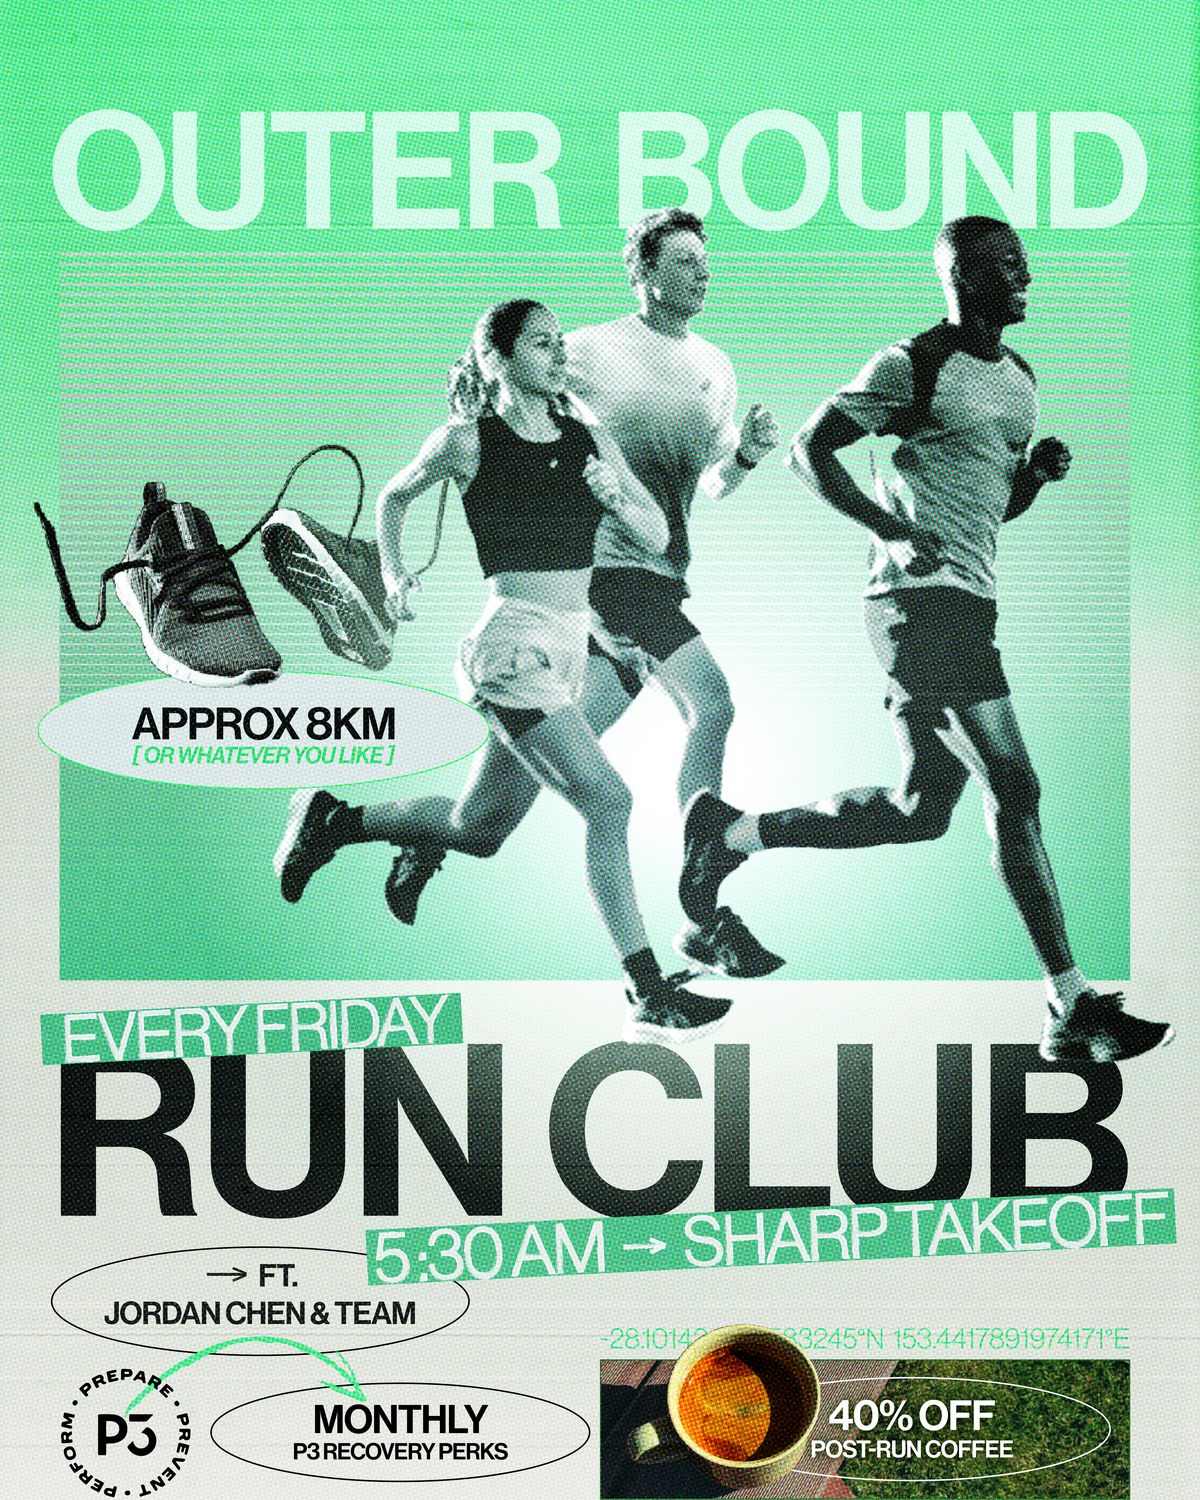 OUTER BOUND
APPROX 8KM
[ OR WHATEVER YOU LIKE ]
EVERY FRIDAY
RUN CLUB
5:30 AM → SHARP TAKEOFF
→ FT.
JORDAN CHEN & TEAM
153.4417891974171°E
PREPARE · PREVENT · PERFORM ·
P3
MONTHLY
P3 RECOVERY PERKS
40% OFF
POST-RUN COFFEE